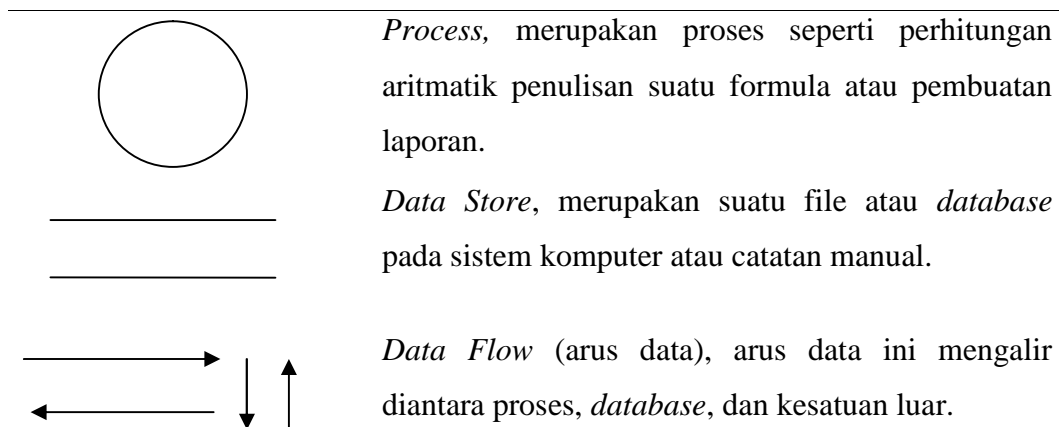 Process, merupakan proses seperti perhitungan
aritmatik penulisan suatu formula atau pembuatan
laporan.
Data Store, merupakan suatu file atau database
pada sistem komputer atau catatan manual.
Data Flow (arus data), arus data ini mengalir
diantara proses, database, dan kesatuan luar.